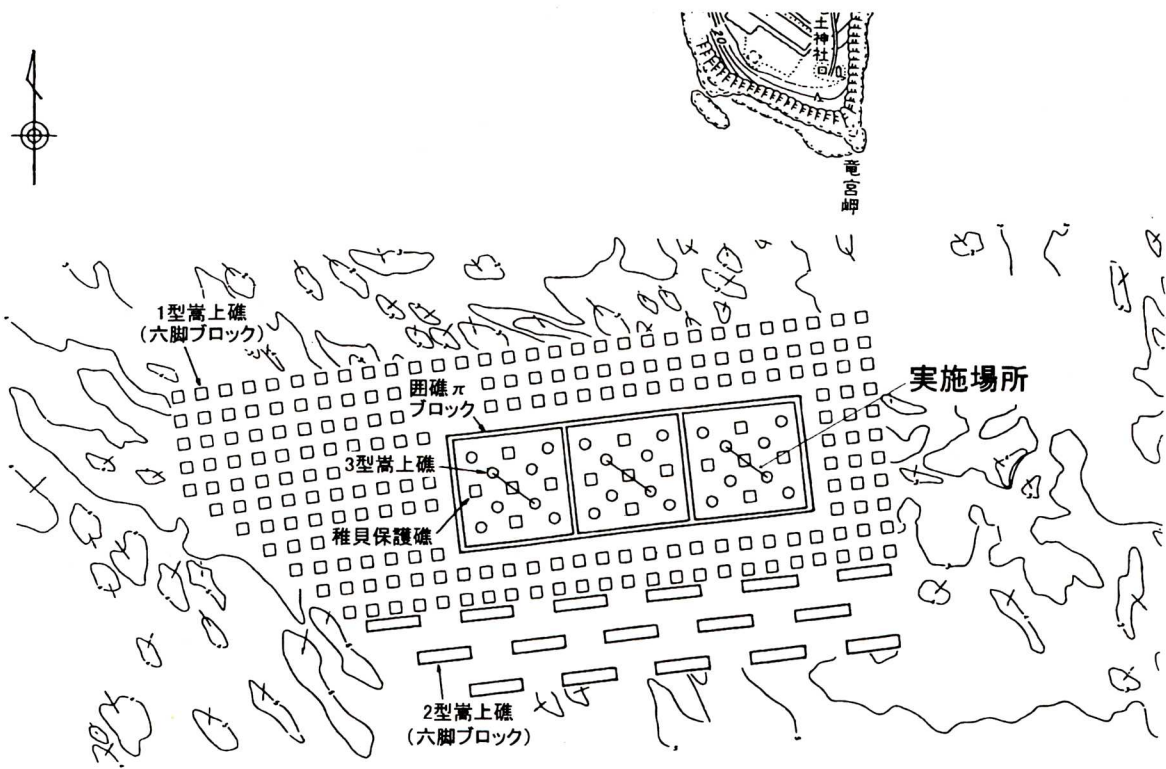 土神社
20
竜宮岬
1型嵩上礁
(六脚ブロック)
囲礁π
ブロック
実施場所
3型嵩上礁
稚貝保護礁
2型嵩上礁
(六脚ブロック)